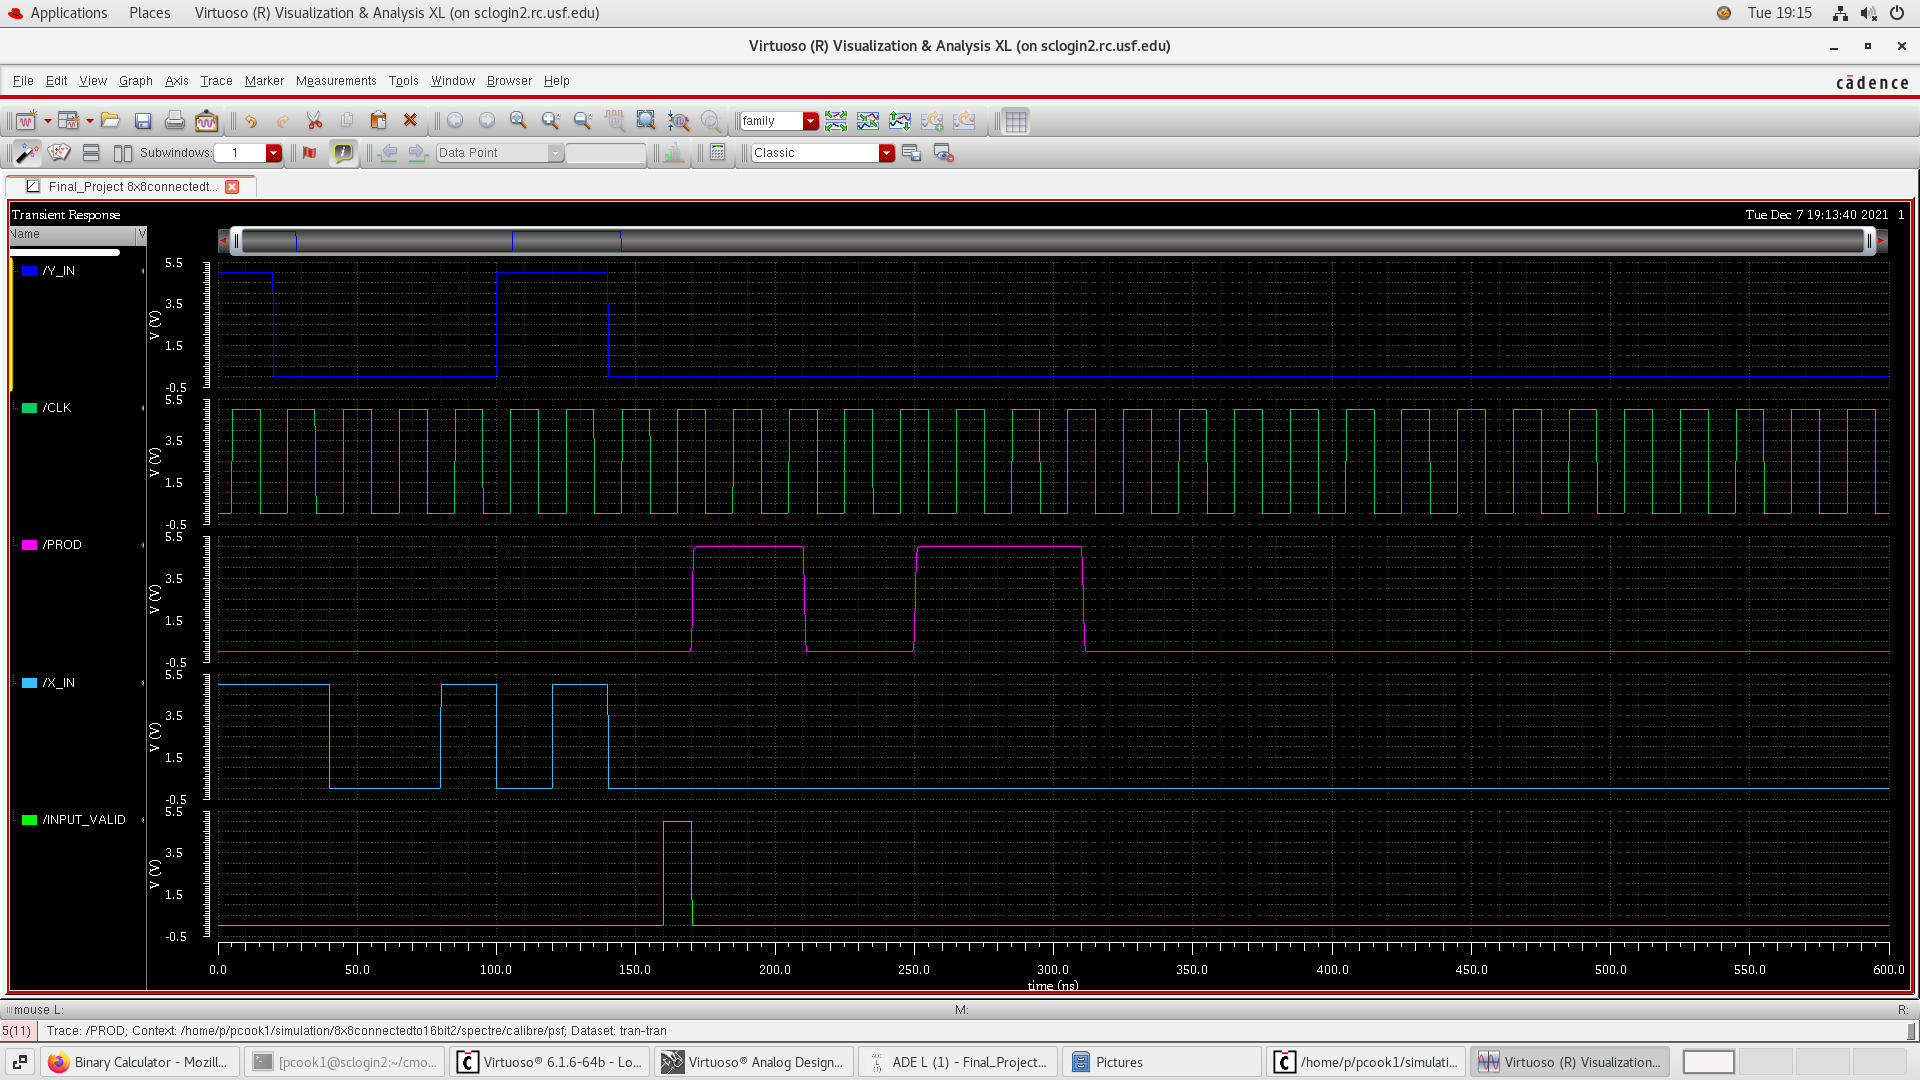 Applications Places Virtuoso (R) Visualization & Analysis XL (on sclogin2.rc.usf.edu) Tue 19:15
Virtuoso (R) Visualization & Analysis XL (on sclogin2.rc.usf.edu)
File Edit View Graph Axis Trace Marker Measurements Tools Window Browser Help cādence
family
Subwindows: 1 Data Point Classic
Final_Project 8x8connectedt...
Transient Response Tue Dec 7 19:13:40 2021 1
Name V
/Y_IN
5.5
3.5
V (V)
1.5
-0.5
/CLK
5.5
3.5
V (V)
1.5
-0.5
/PROD
5.5
3.5
V (V)
1.5
-0.5
/X_IN
5.5
3.5
V (V)
1.5
-0.5
/INPUT_VALID
5.5
3.5
V (V)
1.5
-0.5
0.0 50.0 100.0 150.0 200.0 250.0 300.0 350.0 400.0 450.0 500.0 550.0 600.0
time (ns)
mouse L: M: R:
5(11) Trace: /PROD; Context: /home/p/pcook1/simulation/8x8connectedto16bit2/spectre/calibre/psf; Dataset: tran-tran
Binary Calculator - Mozill... [pcook1@sclogin2:~/cmo... Virtuoso® 6.1.6-64b - Lo... Virtuoso® Analog Design... ADE L (1) - Final_Project... Pictures /home/p/pcook1/simulati... Virtuoso (R) Visualization...